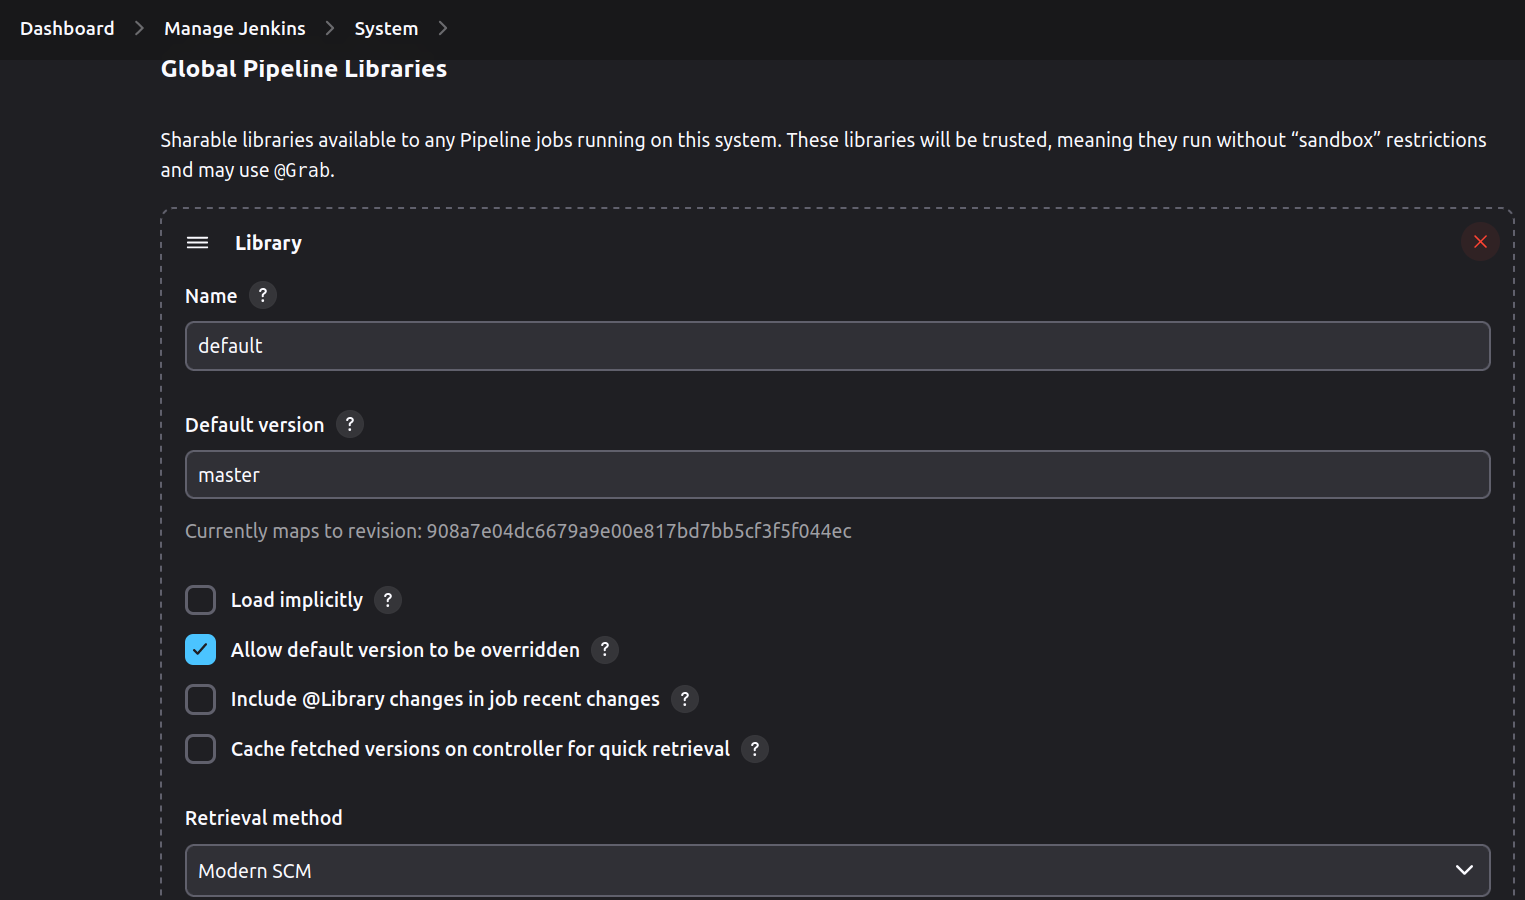 Dashboard > Manage Jenkins > System >
Global Pipeline Libraries
Sharable libraries available to any Pipeline jobs running on this system. These libraries will be trusted, meaning they run without “sandbox” restrictions
and may use @Grab.
Library
Name ?
default
Default version ?
master
Currently maps to revision: 908a7e04dc6679a9e00e817bd7bb5cf3f5f044ec
Load implicitly ?
Allow default version to be overridden ?
Include @Library changes in job recent changes ?
Cache fetched versions on controller for quick retrieval ?
Retrieval method
Modern SCM